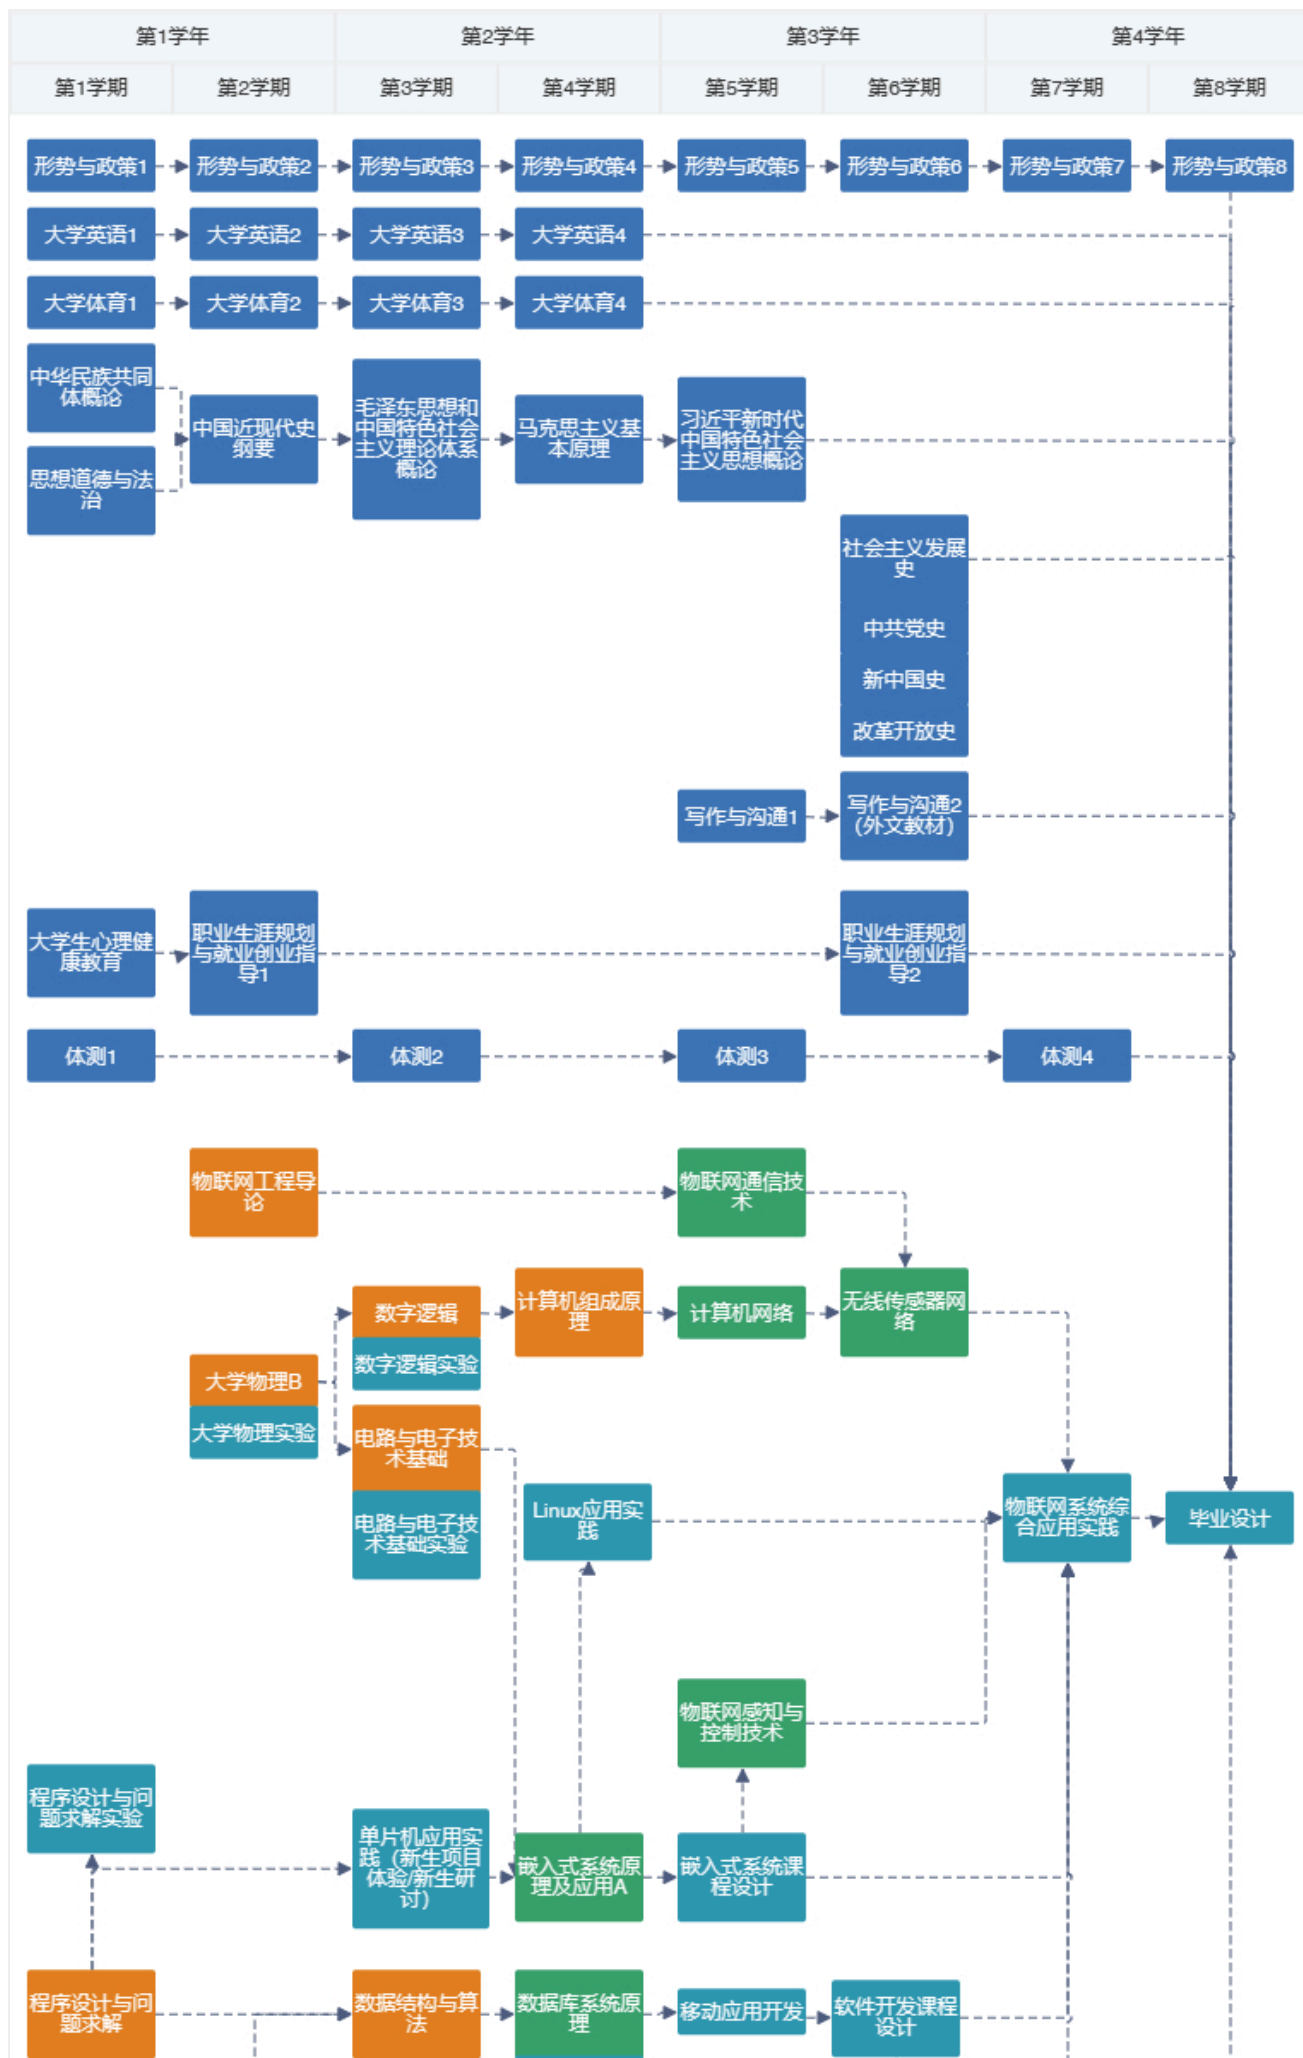 第1学年
第2学年
第3学年
第4学年
第1学期
第2学期
第3学期
第4学期
第5学期
第6学期
第7学期
第8学期
形势与政策1
形势与政策2
形势与政策3
形势与政策4
形势与政策5
形势与政策6
形势与政策7
形势与政策8
大学英语1
大学英语2
大学英语3
大学英语4
大学体育1
大学体育2
大学体育3
大学体育4
中华民族共同
体概论
思想道德与法
治
中国近现代史
纲要
毛泽东思想和
中国特色社会
主义理论体系
概论
马克思主义基
本原理
习近平新时代
中国特色社会
主义思想概论
社会主义发展
史
中共党史
新中国史
改革开放史
写作与沟通1
写作与沟通2
（外文教材）
大学生心理健
康教育
职业生涯规划
与就业创业指
导1
职业生涯规划
与就业创业指
导2
体测1
体测2
体测3
体测4
物联网工程导
论
物联网通信技
术
数字逻辑
数字逻辑实验
计算机组成原
理
计算机网络
无线传感器网
络
大学物理B
大学物理实验
电路与电子技
术基础
电路与电子技
术基础实验
Linux应用实
践
物联网系统综
合应用实践
毕业设计
物联网感知与
控制技术
程序设计与问
题求解实验
单片机应用实
践（新生项目
体验/新生研
讨）
嵌入式系统原
理及应用A
嵌入式系统课
程设计
程序设计与问
题求解
数据结构与算
法
数据库系统原
理
移动应用开发
软件开发课程
设计